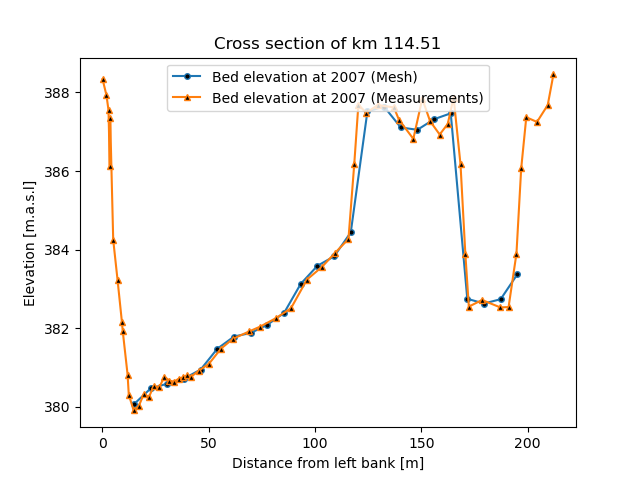 Cross section of km 114.51
Bed elevation at 2007 (Mesh)
Bed elevation at 2007 (Measurements)
Elevation [m.a.s.l]
388
386
384
382
380
0 50 100 150 200
Distance from left bank [m]